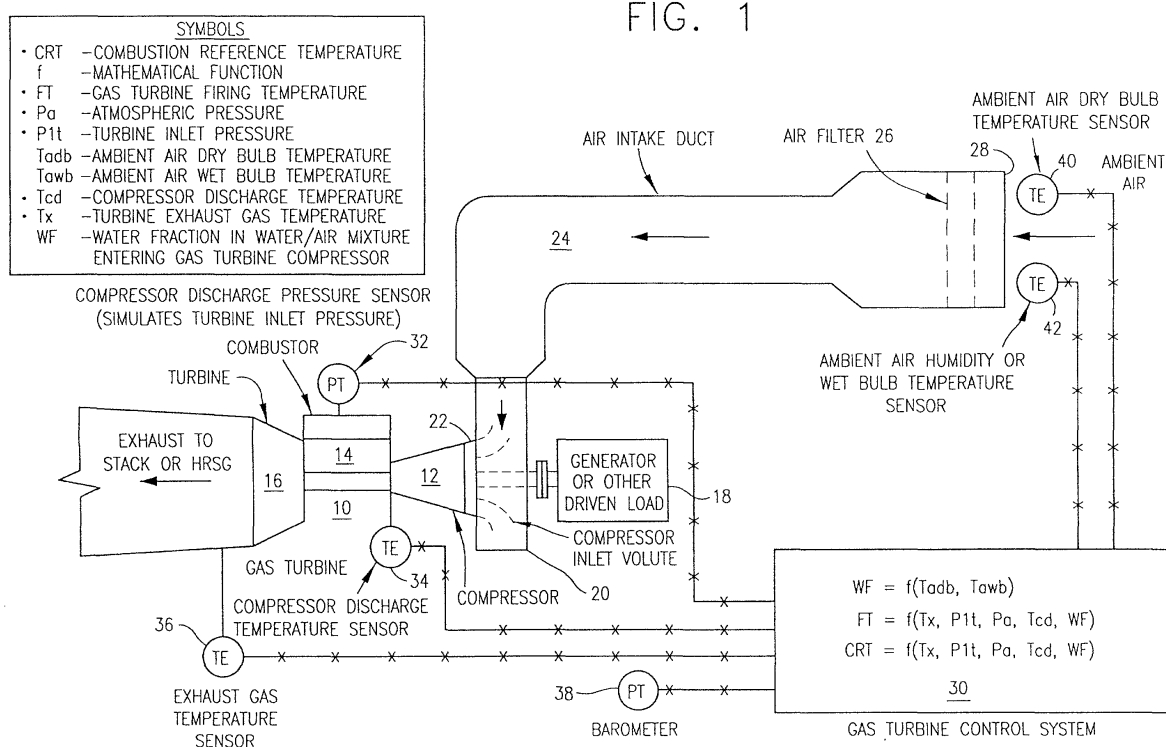 FIG. 1
SYMBOLS
• CRT –COMBUSTION REFERENCE TEMPERATURE
f –MATHEMATICAL FUNCTION
• FT –GAS TURBINE FIRING TEMPERATURE
• Pa –ATMOSPHERIC PRESSURE
• P1t –TURBINE INLET PRESSURE
Tadb –AMBIENT AIR DRY BULB TEMPERATURE
Tawb –AMBIENT AIR WET BULB TEMPERATURE
• Tcd –COMPRESSOR DISCHARGE TEMPERATURE
• Tx –TURBINE EXHAUST GAS TEMPERATURE
WF –WATER FRACTION IN WATER/AIR MIXTURE
ENTERING GAS TURBINE COMPRESSOR
AIR INTAKE DUCT
AIR FILTER 26
28
AMBIENT AIR DRY BULB
TEMPERATURE SENSOR
40
TE
AMBIENT
AIR
24
TE
42
AMBIENT AIR HUMIDITY OR
WET BULB TEMPERATURE
SENSOR
COMPRESSOR DISCHARGE PRESSURE SENSOR
(SIMULATES TURBINE INLET PRESSURE)
COMBUSTOR
32
PT
TURBINE
EXHAUST TO
STACK OR HRSG
16
14
10
12
22
GENERATOR
OR OTHER
DRIVEN LOAD
18
COMPRESSOR
INLET VOLUTE
20
GAS TURBINE
TE
34
COMPRESSOR
COMPRESSOR DISCHARGE
TEMPERATURE SENSOR
36
TE
EXHAUST GAS
TEMPERATURE
SENSOR
38
PT
BAROMETER
WF = f(Tadb, Tawb)
FT = f(Tx, P1t, Pa, Tcd, WF)
CRT = f(Tx, P1t, Pa, Tcd, WF)
30
GAS TURBINE CONTROL SYSTEM